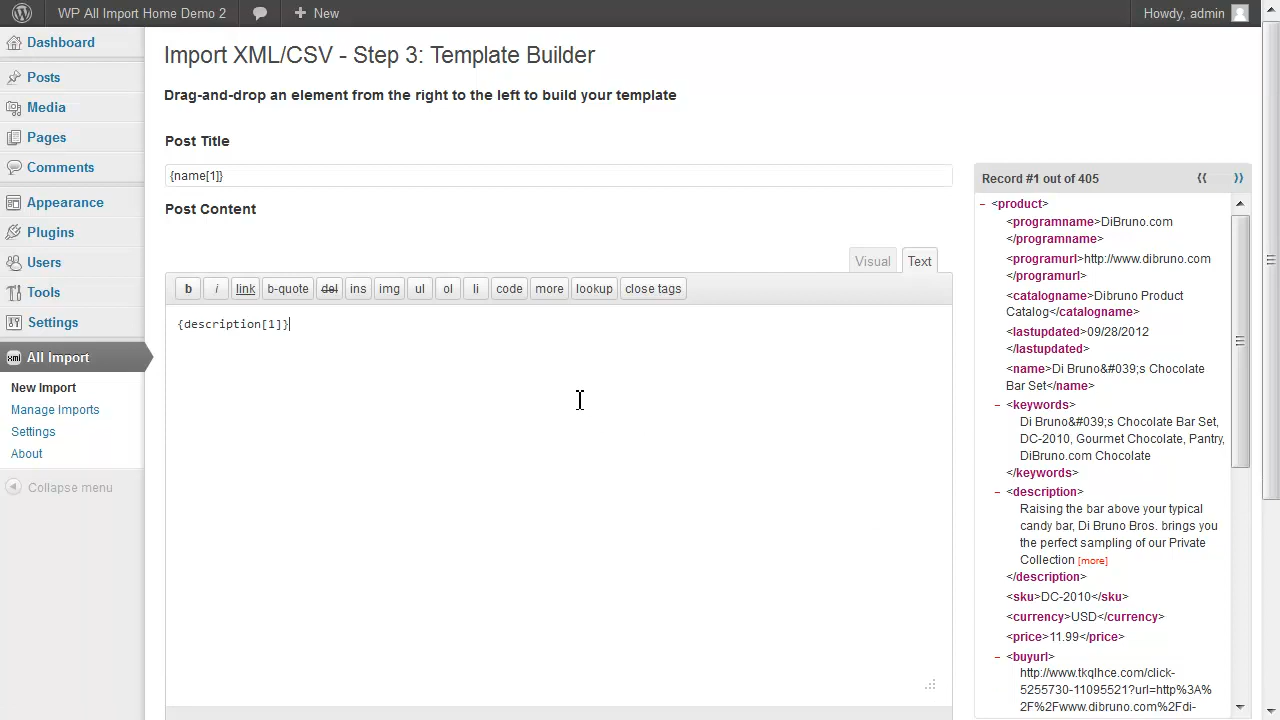 WP All Import Home Demo 2
New
Howdy, admin
Dashboard
Posts
Media
Pages
Comments
Appearance
Plugins
Users
Tools
Settings
xml All Import
New Import
Manage Imports
Settings
About
Collapse menu
Import XML/CSV - Step 3: Template Builder
Drag-and-drop an element from the right to the left to build your template
Post Title
{name[1]}
Post Content
Visual Text
b i link b-quote del ins img ul ol li code more lookup close tags
{description[1]}
Record #1 out of 405 ⟨⟨ ⟩⟩
− <product>
<programname>DiBruno.com
</programname>
<programurl>http://www.dibruno.com
</programurl>
<catalogname>Dibruno Product
Catalog</catalogname>
<lastupdated>09/28/2012
</lastupdated>
<name>Di Bruno&#039;s Chocolate
Bar Set</name>
− <keywords>
Di Bruno&#039;s Chocolate Bar Set,
DC-2010, Gourmet Chocolate, Pantry,
DiBruno.com Chocolate
</keywords>
− <description>
Raising the bar above your typical
candy bar, Di Bruno Bros. brings you
the perfect sampling of our Private
Collection [more]
</description>
<sku>DC-2010</sku>
<currency>USD</currency>
<price>11.99</price>
− <buyurl>
http://www.tkqlhce.com/click-
5255730-11095521?url=http%3A%
2F%2Fwww.dibruno.com%2Fdi-